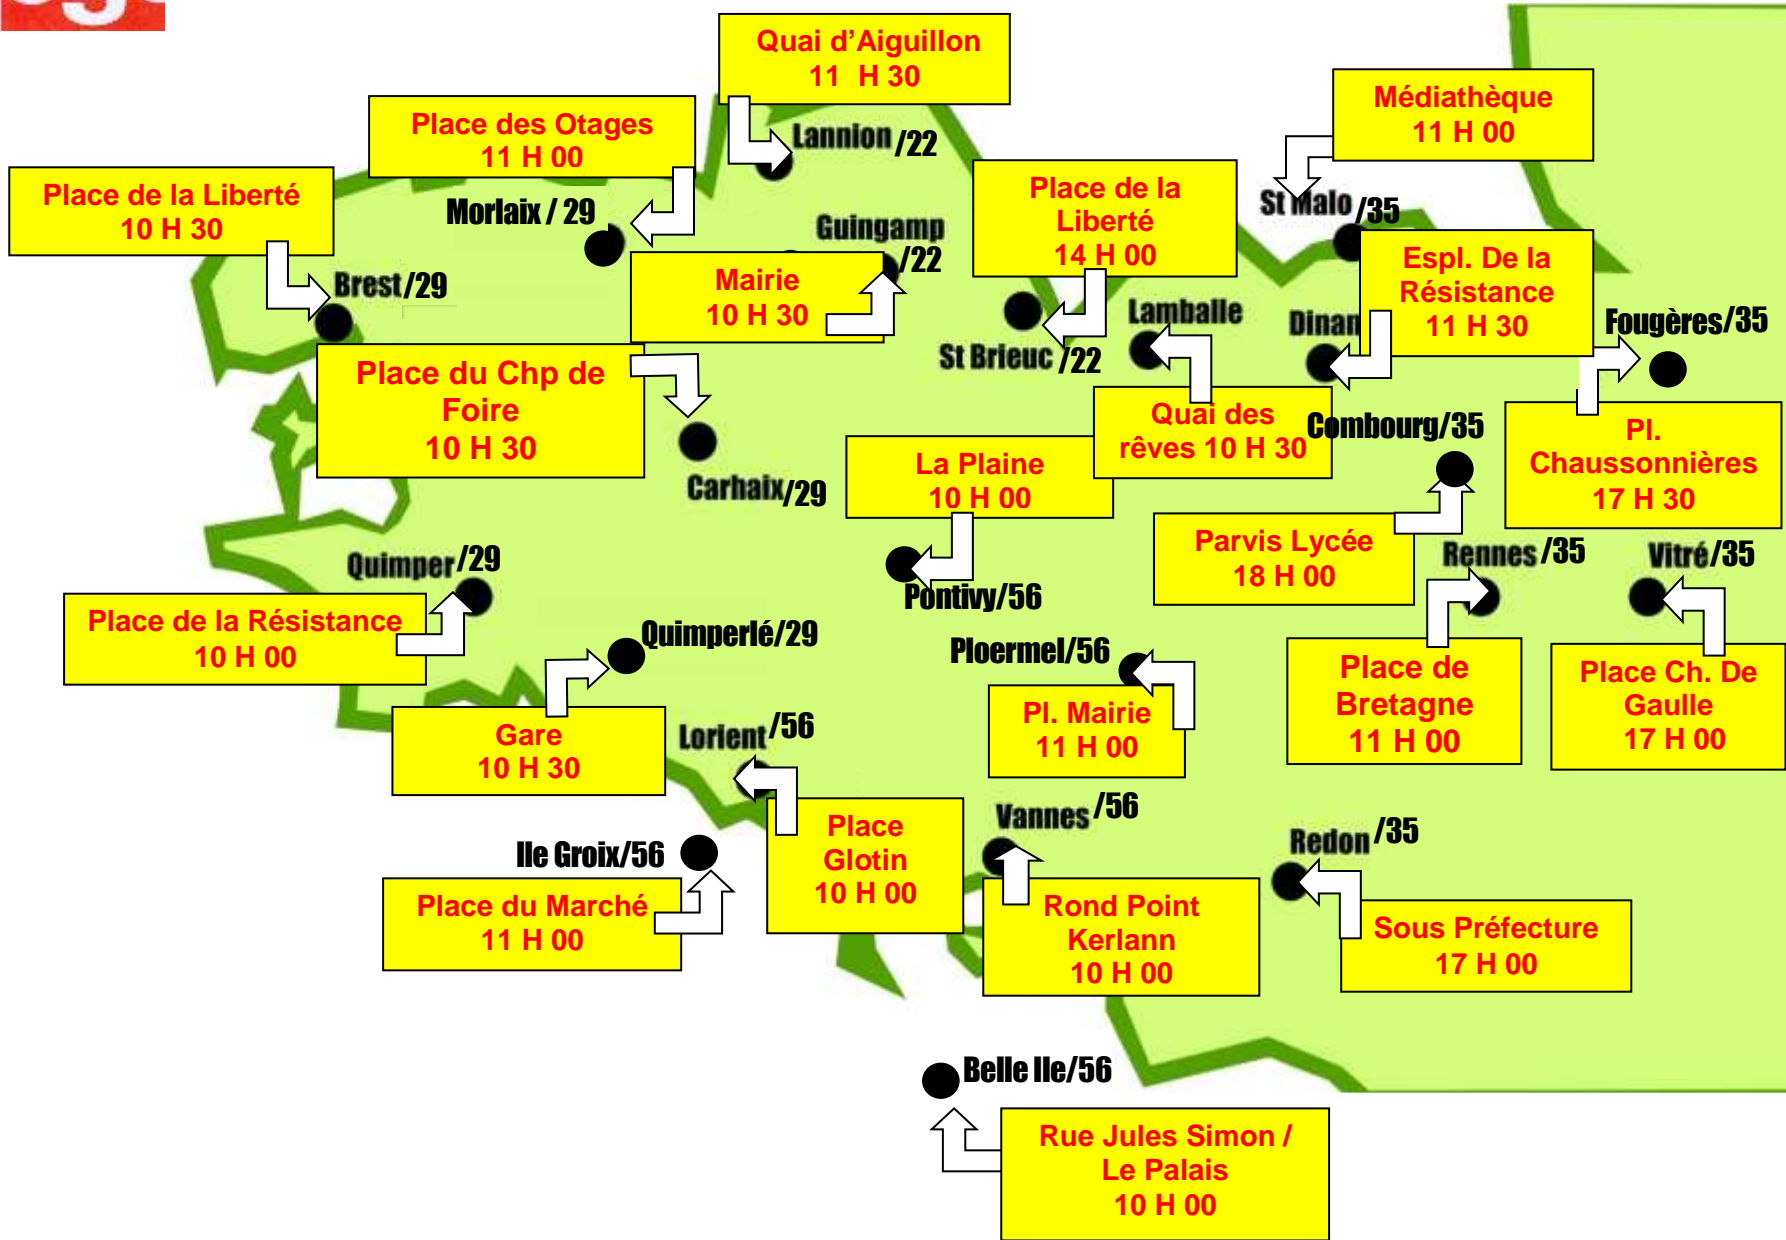 Quai d'Aiguillon
11 H 30
Lannion /22
Place des Otages
11 H 00
Morlaix / 29
Médiathèque
11 H 00
St Malo /35
Place de la Liberté
10 H 30
Brest /29
Place de la
Liberté
14 H 00
St Brieuc /22
Guingamp
/22
Mairie
10 H 30
Espl. De la
Résistance
11 H 30
Dinan
Lamballe
Quai des
rêves 10 H 30
Fougères/35
Pl.
Chaussonnières
17 H 30
Place du Chp de
Foire
10 H 30
Carhaix/29
Combourg/35
Parvis Lycée
18 H 00
La Plaine
10 H 00
Pontivy/56
Quimper /29
Place de la Résistance
10 H 00
Rennes /35
Place de
Bretagne
11 H 00
Vitré/35
Place Ch. De
Gaulle
17 H 00
Quimperlé/29
Gare
10 H 30
Ploermel/56
Pl. Mairie
11 H 00
Lorient /56
Place
Glotin
10 H 00
Ile Groix/56
Place du Marché
11 H 00
Vannes /56
Rond Point
Kerlann
10 H 00
Redon /35
Sous Préfecture
17 H 00
Belle Ile/56
Rue Jules Simon /
Le Palais
10 H 00